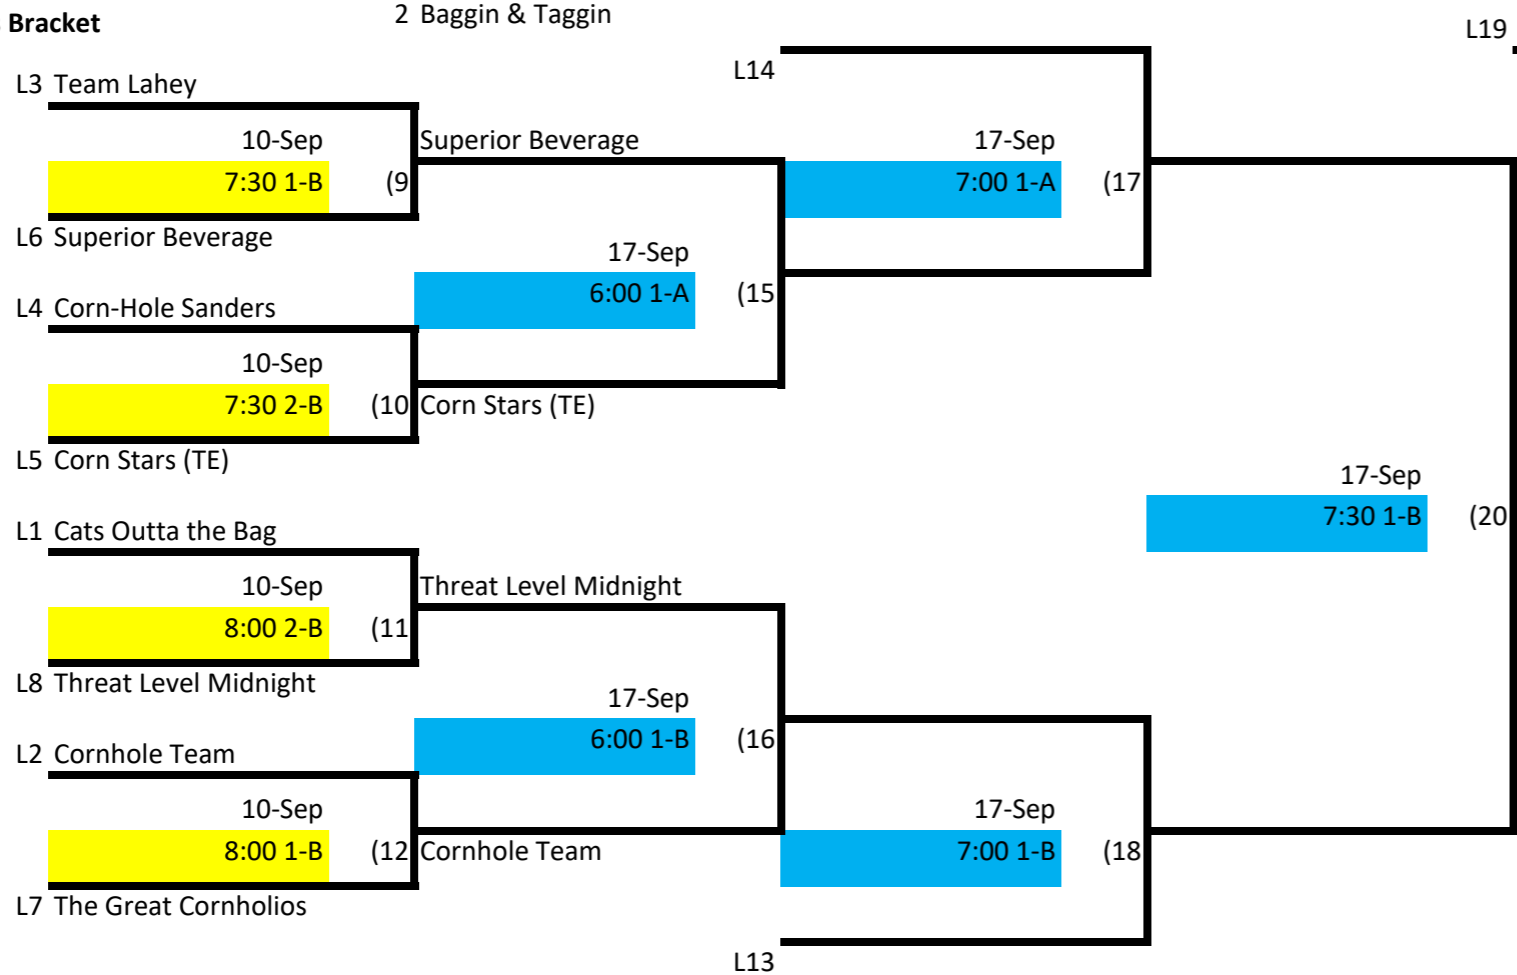 2 Baggin & Taggin
Bracket
L19
L14
L3 Team Lahey
10-Sep
Superior Beverage
17-Sep
7:30 1-B (9
7:00 1-A (17
L6 Superior Beverage
17-Sep
6:00 1-A (15
L4 Corn-Hole Sanders
10-Sep
7:30 2-B (10 Corn Stars (TE)
L5 Corn Stars (TE)
17-Sep
7:30 1-B (20
L1 Cats Outta the Bag
10-Sep
Threat Level Midnight
8:00 2-B (11
L8 Threat Level Midnight
17-Sep
6:00 1-B (16
L2 Cornhole Team
10-Sep
17-Sep
8:00 1-B (12 Cornhole Team
7:00 1-B (18
L7 The Great Cornholios
L13